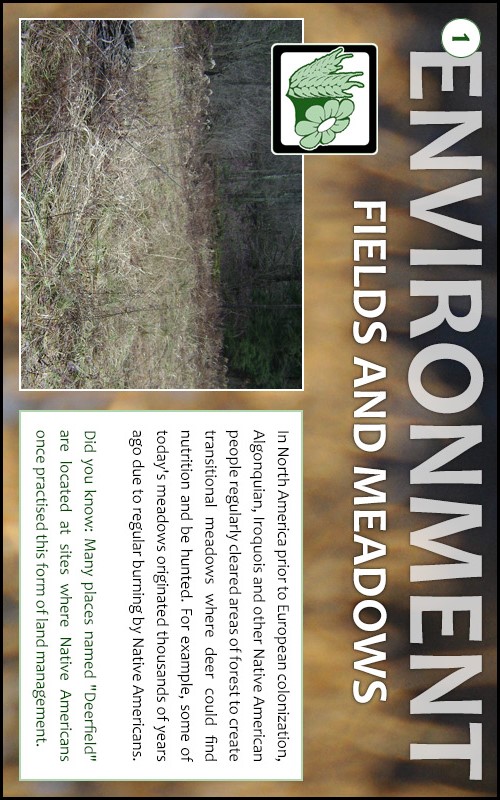 1
ENVIRONMENT
FIELDS AND MEADOWS
In North America prior to European colonization,
Algonquian, Iroquois and other Native American
people regularly cleared areas of forest to create
transitional meadows where deer could find
nutrition and be hunted. For example, some of
today's meadows originated thousands of years
ago due to regular burning by Native Americans.
Did you know: Many places named "Deerfield"
are located at sites where Native Americans
once practised this form of land management.